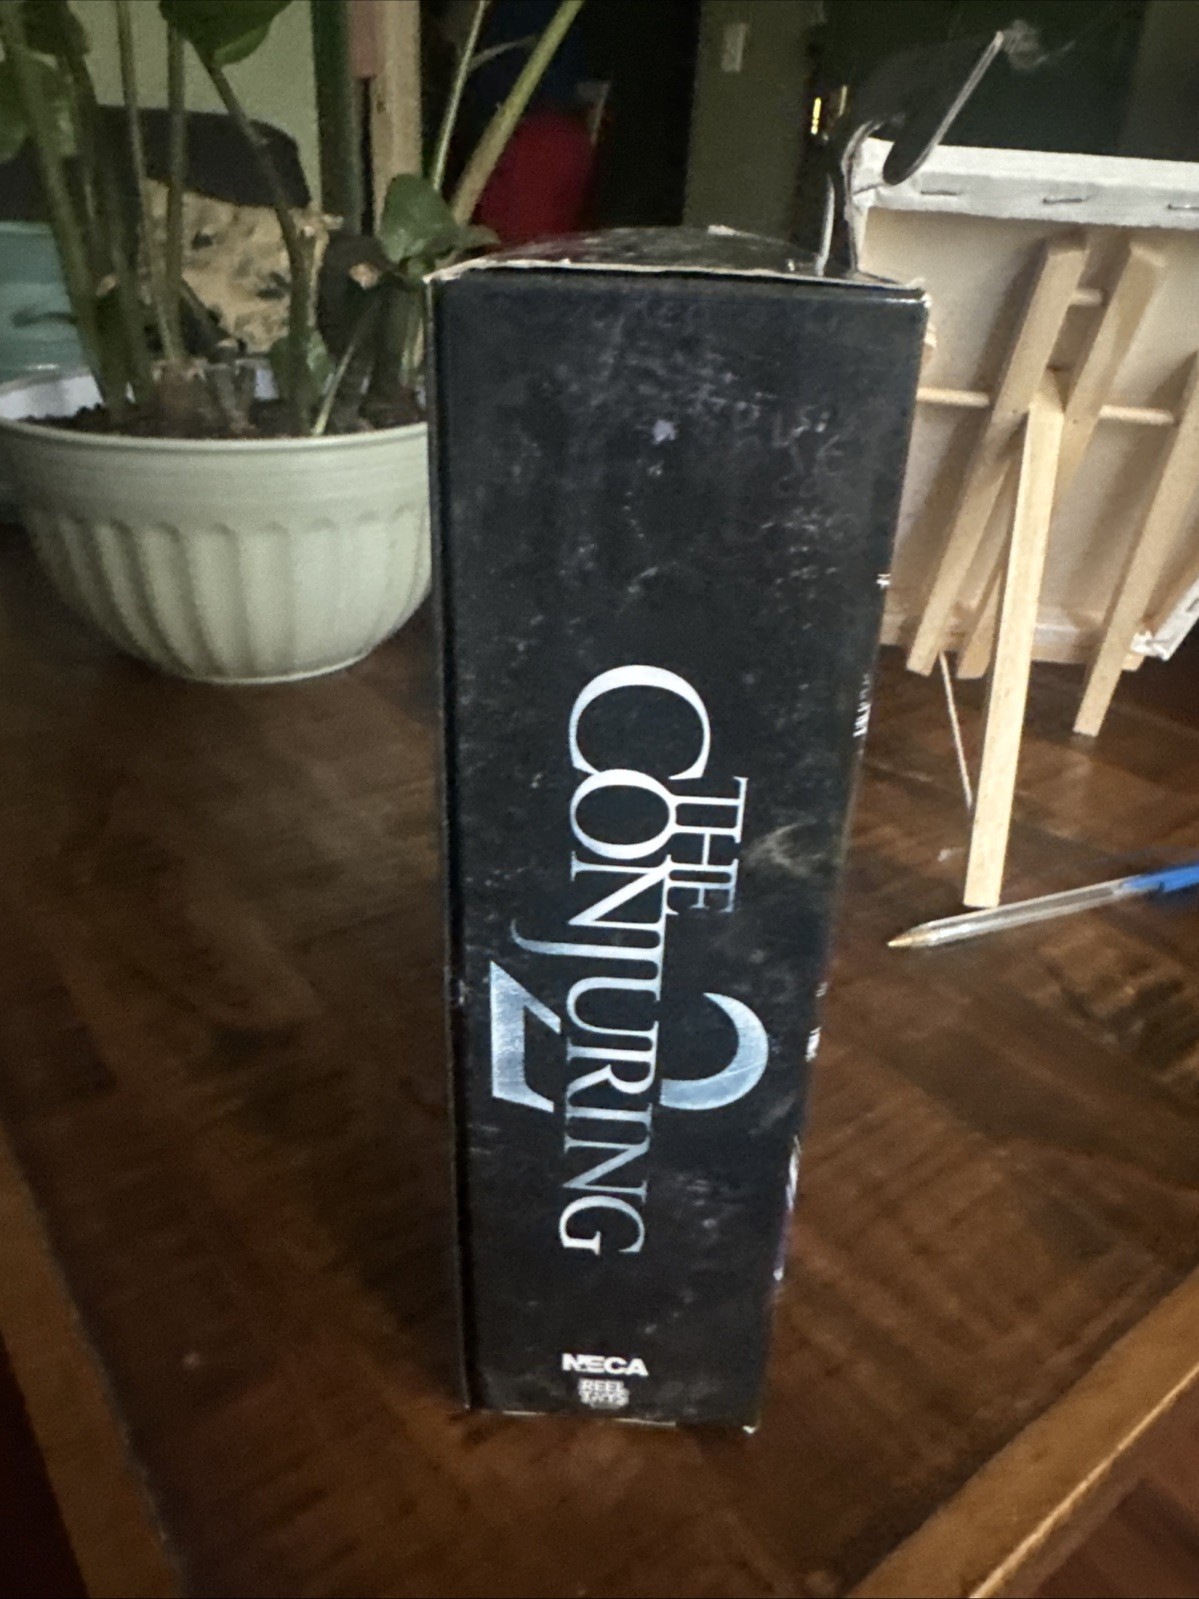 THE
CONJURING
2
NECA
REEL
TOYS